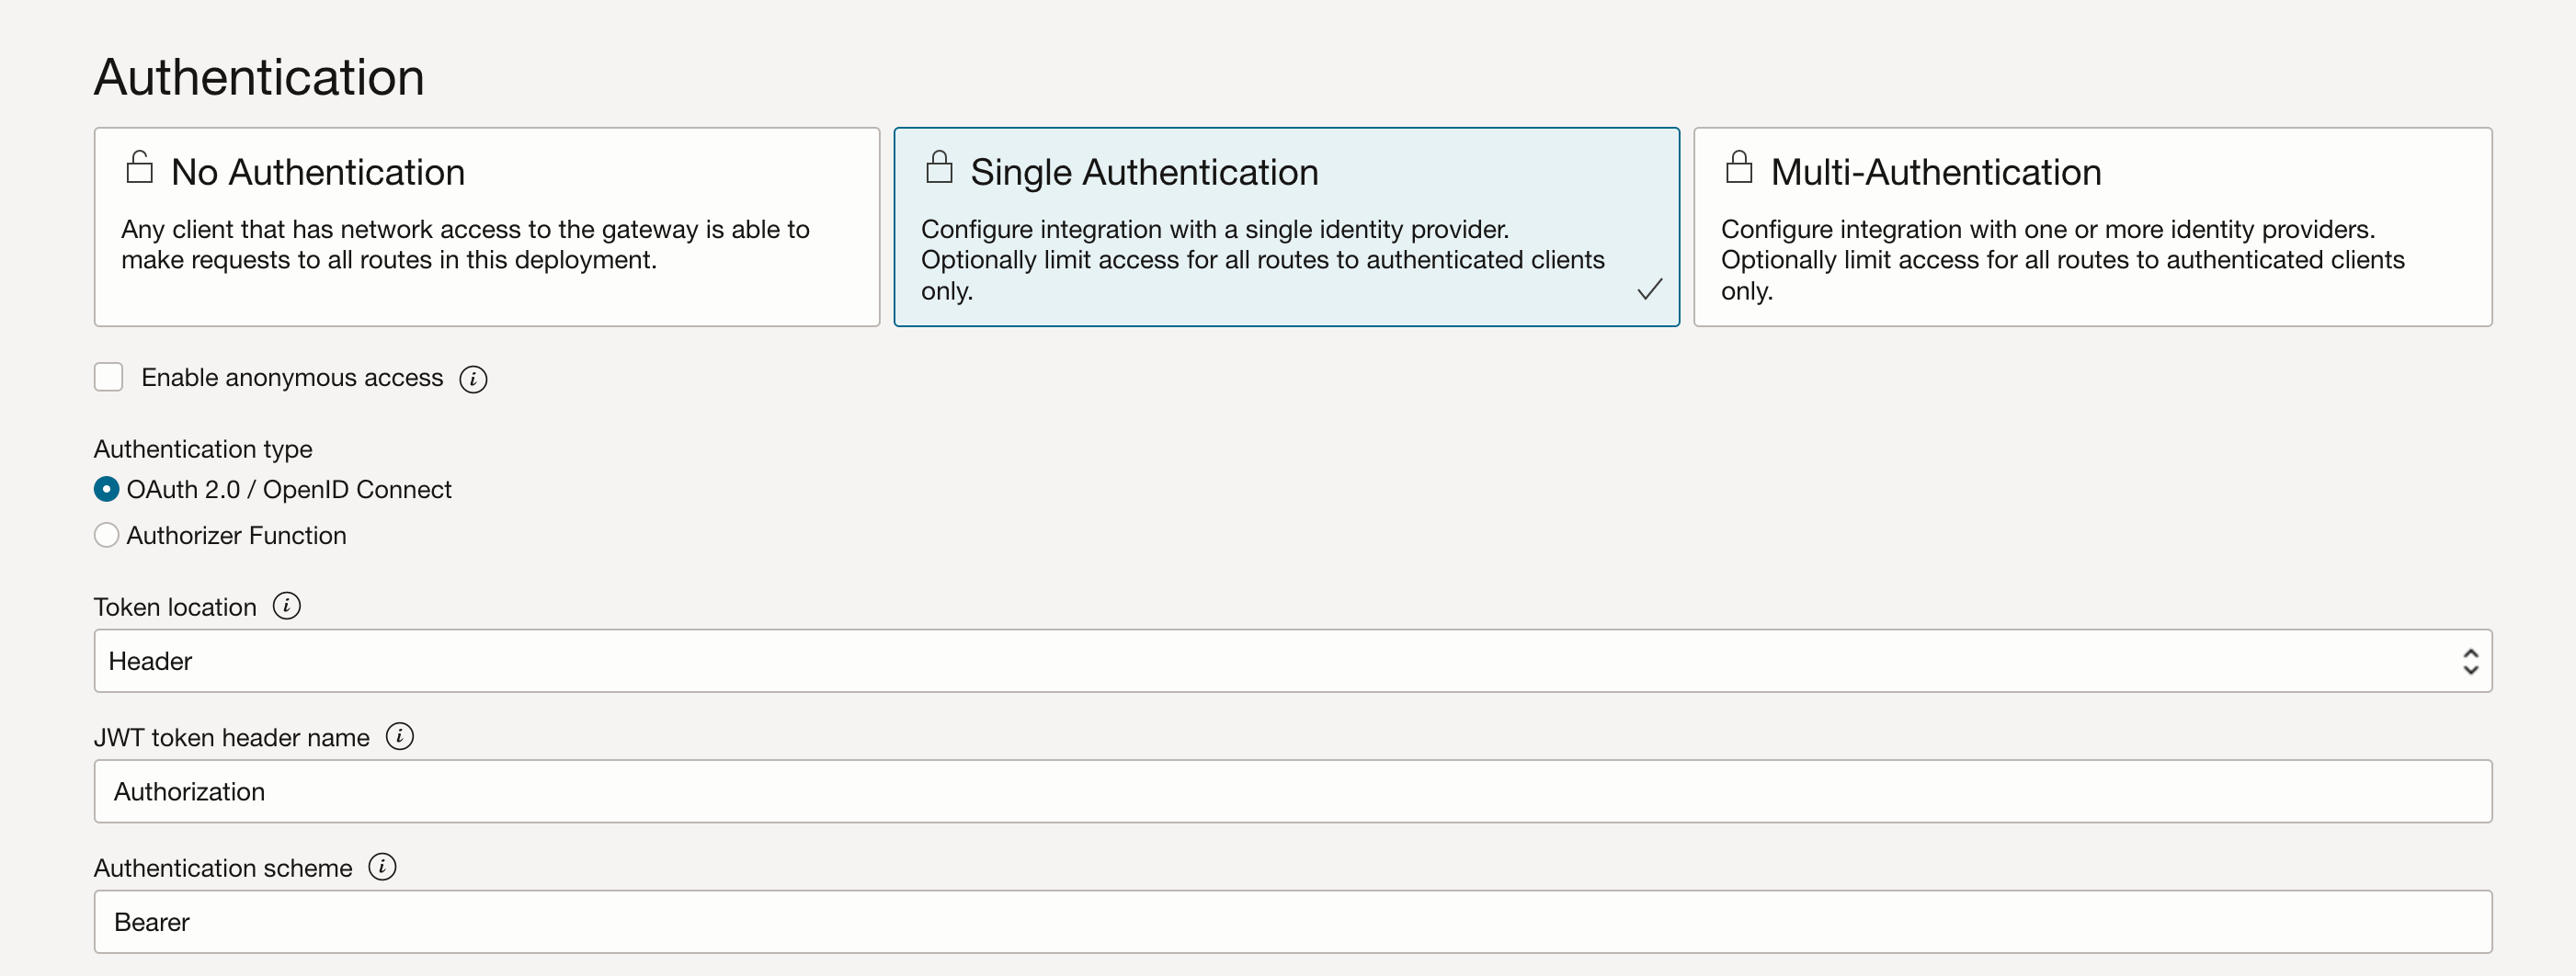 Authentication
No Authentication
Any client that has network access to the gateway is able to
make requests to all routes in this deployment.
Single Authentication
Configure integration with a single identity provider.
Optionally limit access for all routes to authenticated clients
only.
Multi-Authentication
Configure integration with one or more identity providers.
Optionally limit access for all routes to authenticated clients
only.
Enable anonymous access
Authentication type
OAuth 2.0 / OpenID Connect
Authorizer Function
Token location
Header
JWT token header name
Authorization
Authentication scheme
Bearer